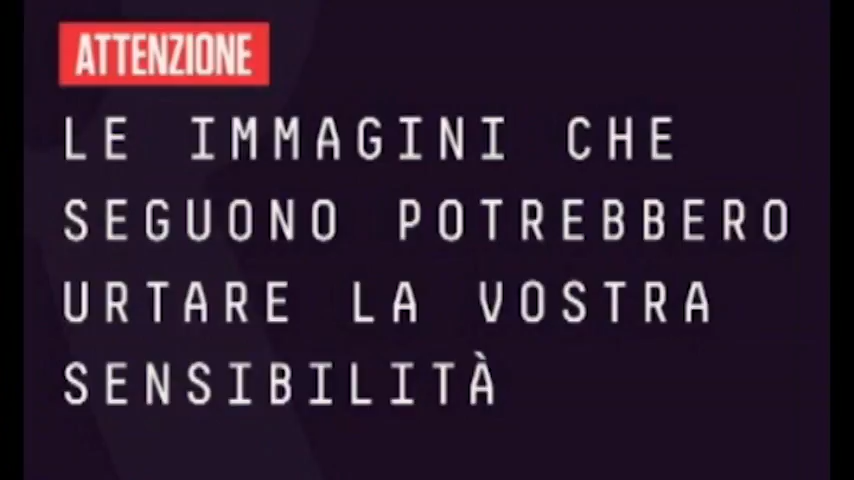 ATTENZIONE
LE IMMAGINI CHE
SEGUONO POTREBBERO
URTARE LA VOSTRA
SENSIBILITÀ